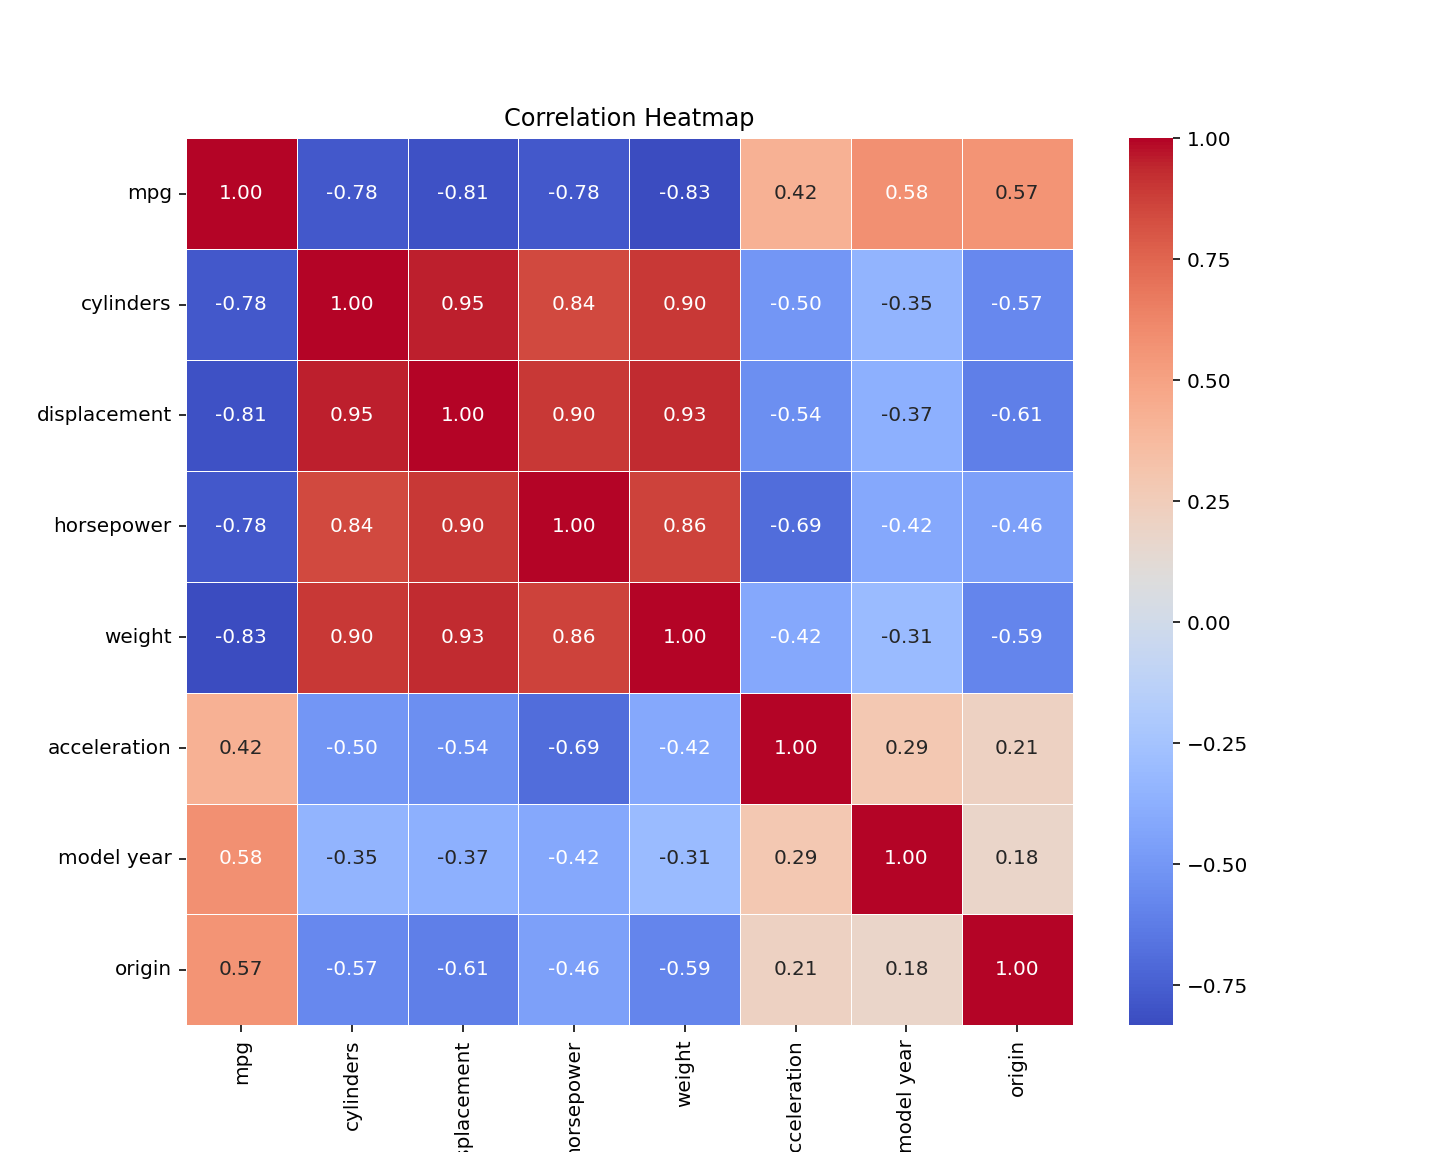 Correlation Heatmap
mpg 1.00 -0.78 -0.81 -0.78 -0.83 0.42 0.58 0.57
cylinders -0.78 1.00 0.95 0.84 0.90 -0.50 -0.35 -0.57
displacement -0.81 0.95 1.00 0.90 0.93 -0.54 -0.37 -0.61
horsepower -0.78 0.84 0.90 1.00 0.86 -0.69 -0.42 -0.46
weight -0.83 0.90 0.93 0.86 1.00 -0.42 -0.31 -0.59
acceleration 0.42 -0.50 -0.54 -0.69 -0.42 1.00 0.29 0.21
model year 0.58 -0.35 -0.37 -0.42 -0.31 0.29 1.00 0.18
origin 0.57 -0.57 -0.61 -0.46 -0.59 0.21 0.18 1.00
mpg
cylinders
splacement
horsepower
weight
cceleration
model year
origin
1.00
0.75
0.50
0.25
0.00
−0.25
−0.50
−0.75